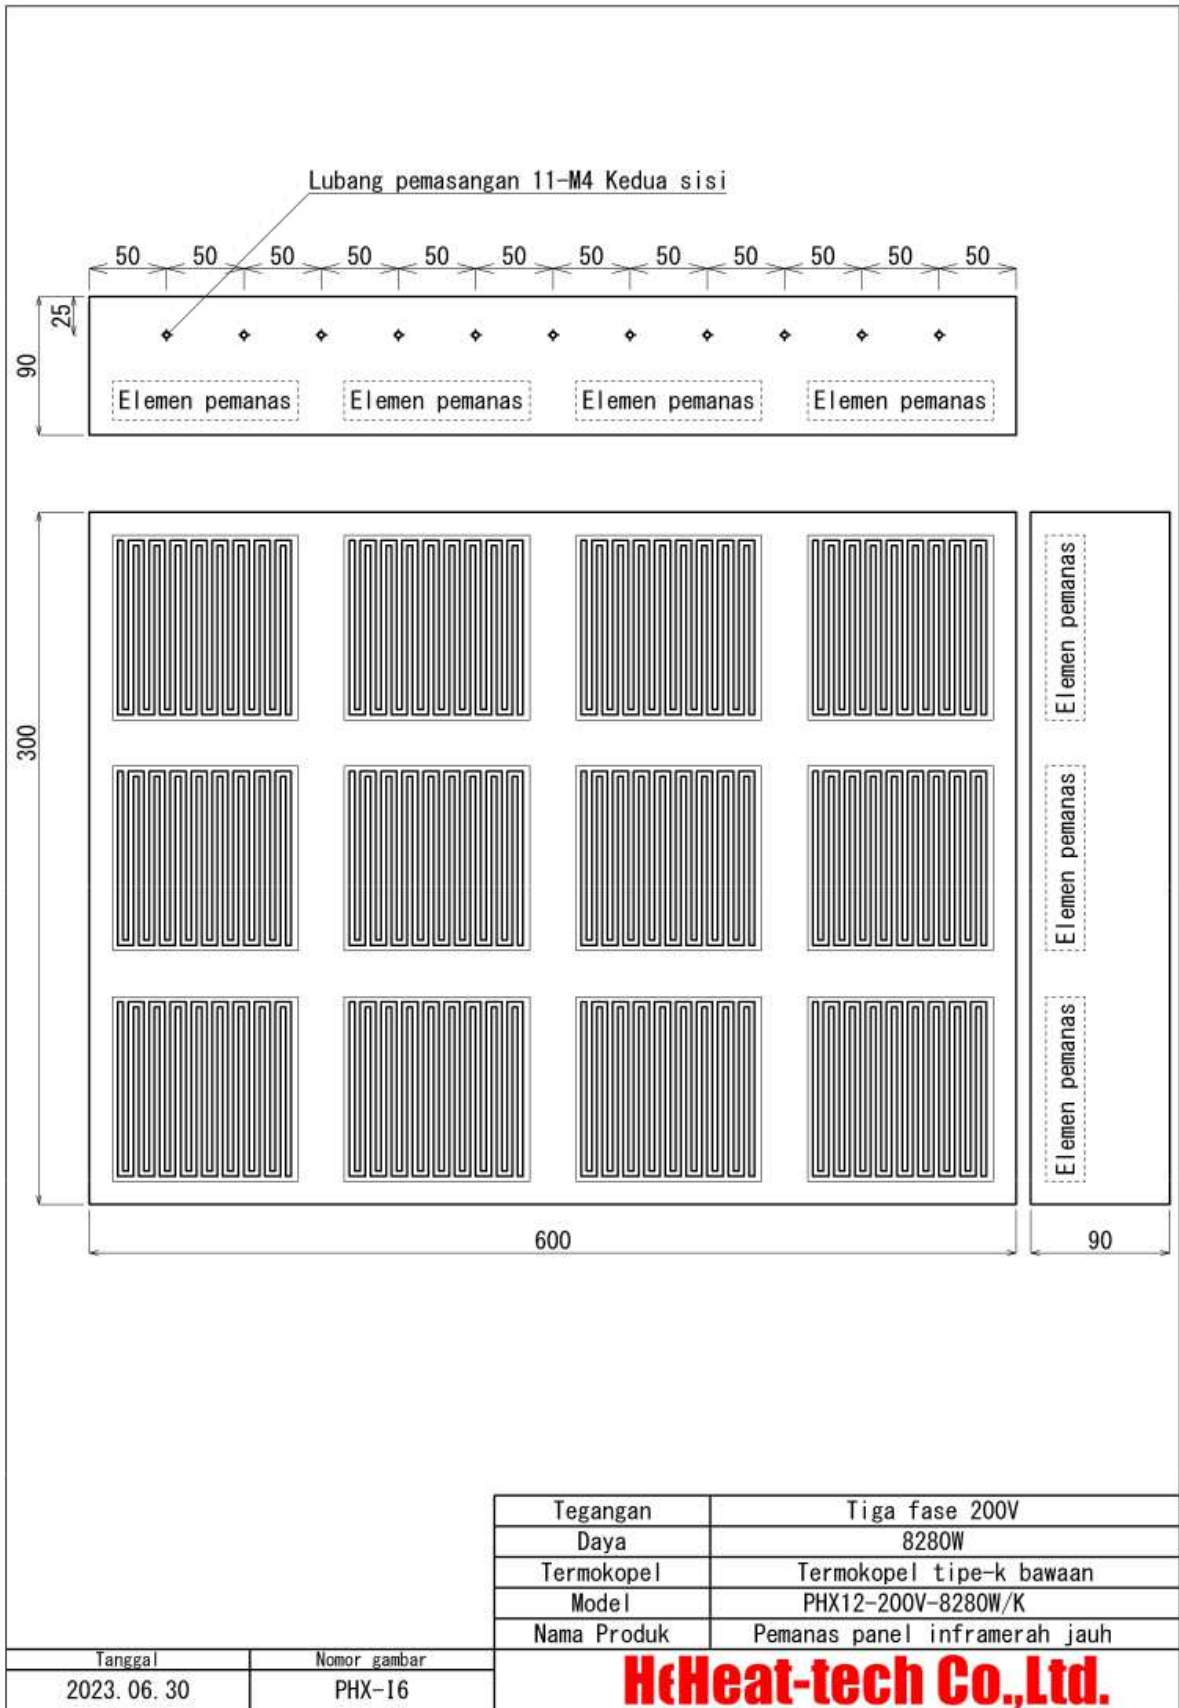 Lubang pemasangan 11-M4 Kedua sisi
50 50 50 50 50 50 50 50 50 50 50 50
25
90
Elemen pemanas Elemen pemanas Elemen pemanas Elemen pemanas
300
Elemen pemanas
Elemen pemanas
Elemen pemanas
600 90
Tegangan Tiga fase 200V
Daya 8280W
Termokopel Termokopel tipe-k bawaan
Model PHX12-200V-8280W/K
Nama Produk Pemanas panel inframerah jauh
Tanggal Nomor gambar
2023.06.30 PHX-I6
Heat-tech Co.,Ltd.